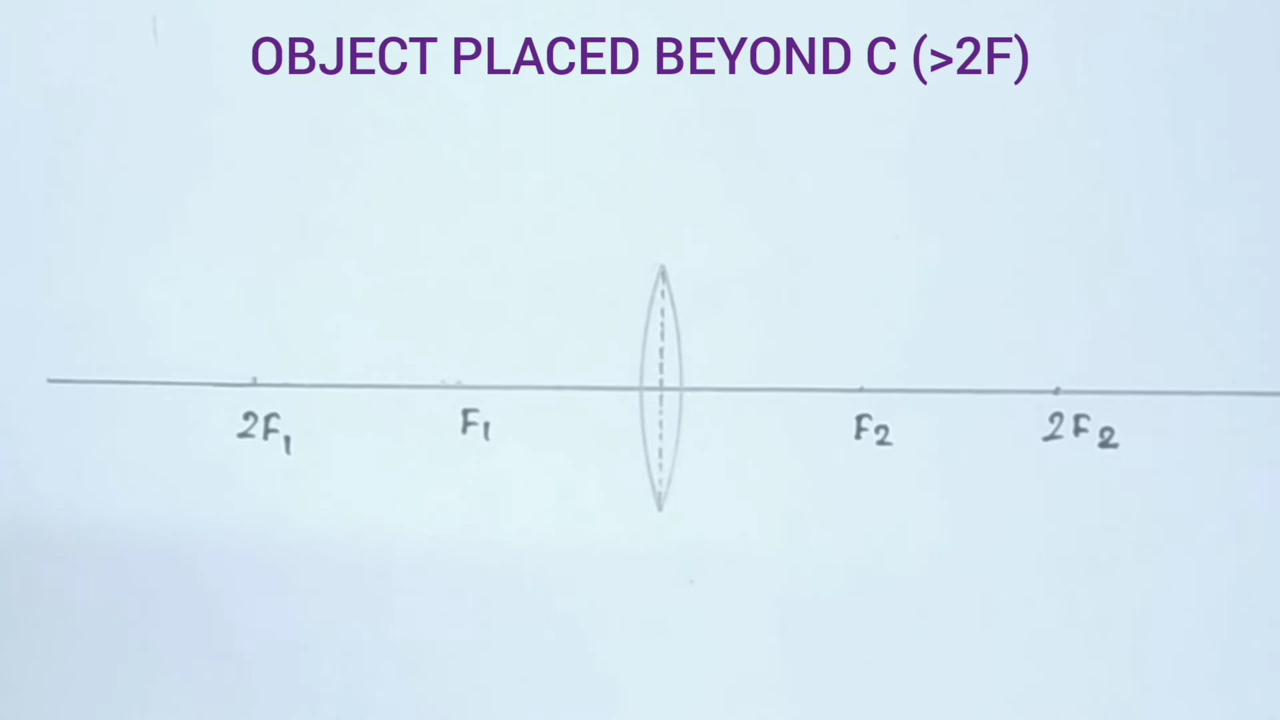 OBJECT PLACED BEYOND C (>2F)
2F₁ F₁ F₂ 2F₂